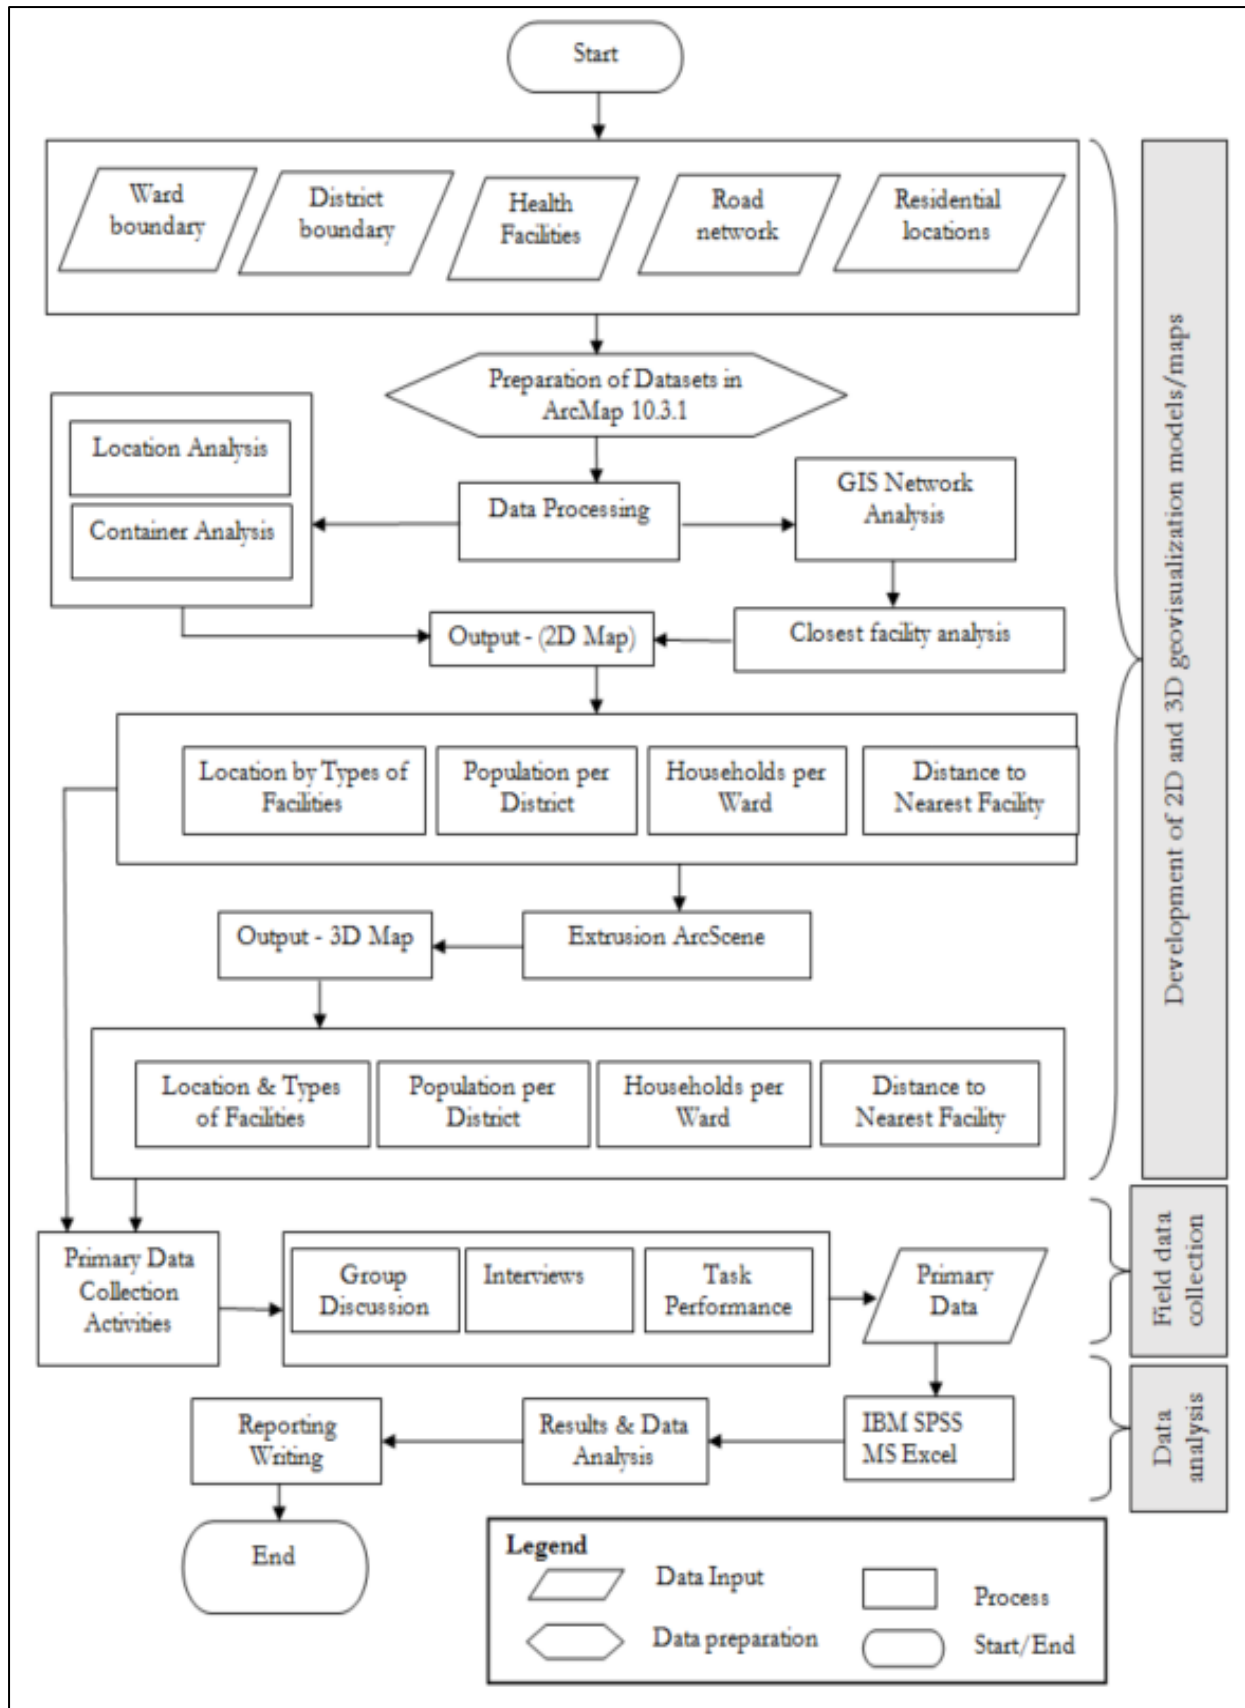 Start
Ward
boundary
District
boundary
Health
Facilities
Road
network
Residential
locations
Preparation of Datasets in
ArcMap 10.3.1
Location Analysis
Container Analysis
Data Processing
GIS Network
Analysis
Output - (2D Map)
Closest facility analysis
Location by Types of
Facilities
Population per
District
Households per
Ward
Distance to
Nearest Facility
Output - 3D Map
Extrusion ArcScene
Location & Types
of Facilities
Population per
District
Households per
Ward
Distance to
Nearest Facility
Development of 2D and 3D geovisualization models/maps
Primary Data
Collection
Activities
Group
Discussion
Interviews
Task
Performance
Primary
Data
Field data
collection
Reporting
Writing
Results & Data
Analysis
IBM SPSS
MS Excel
Data
analysis
End
Legend
Data Input
Process
Data preparation
Start/End